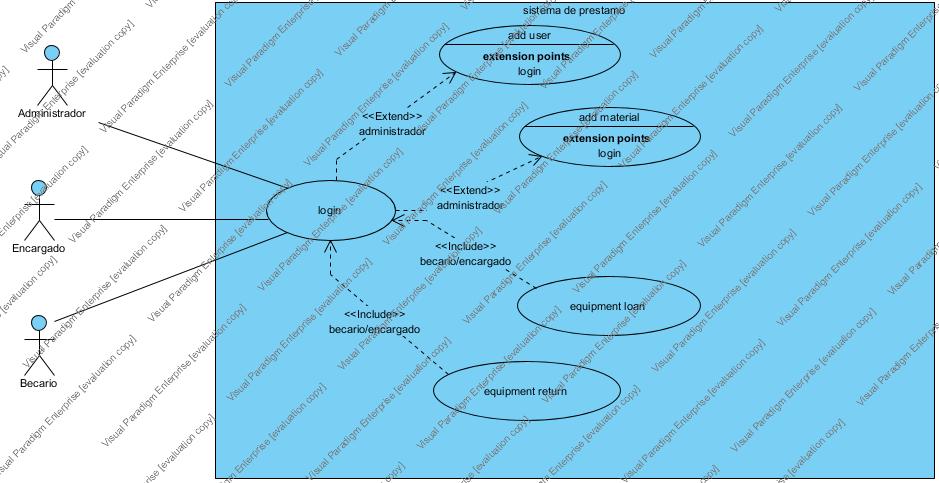 sistema de prestamo
add user
extension points
login
Administrador
<<Extend>>
administrador
add material
extension points
login
<<Extend>>
administrador
login
Encargado
<<Include>>
becario/encargado
equipment loan
<<Include>>
becario/encargado
Becario
equipment return
Visual Paradigm Enterprise [evaluation copy]